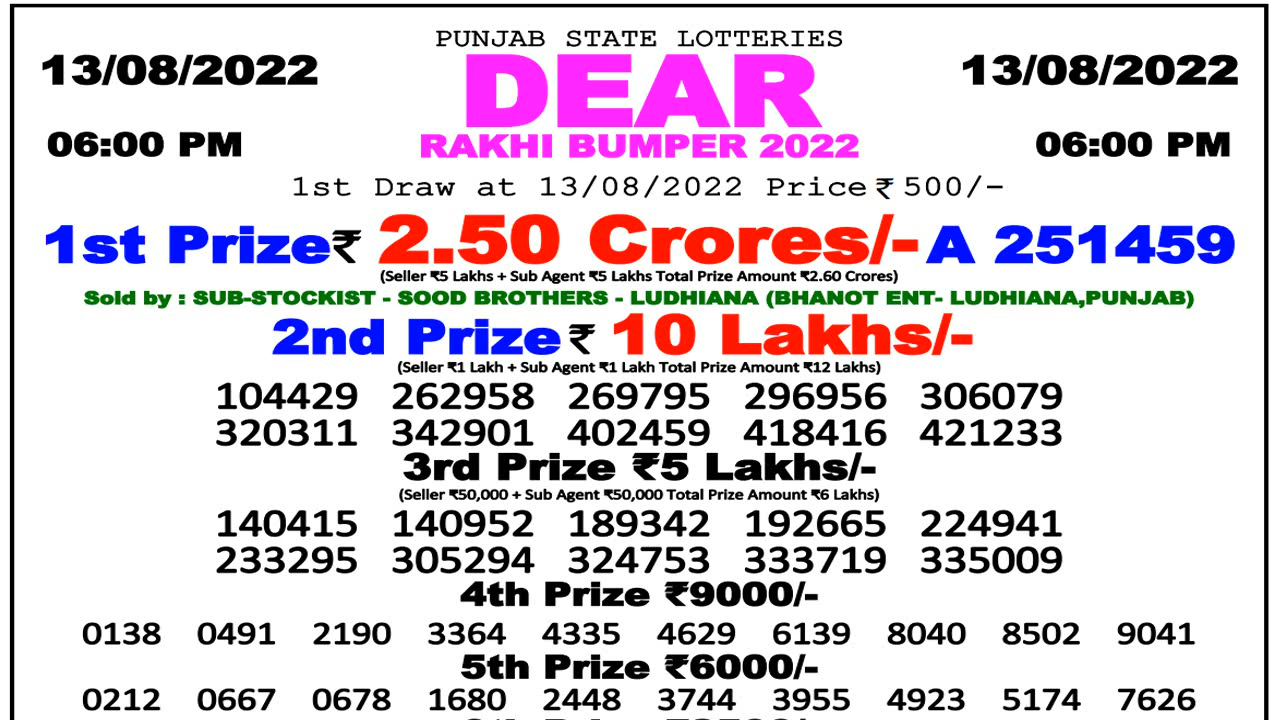 PUNJAB STATE LOTTERIES
13/08/2022 DEAR 13/08/2022
06:00 PM RAKHI BUMPER 2022 06:00 PM
1st Draw at 13/08/2022 Price ₹ 500/-
1st Prize ₹ 2.50 Crores/- A 251459
(Seller ₹5 Lakhs + Sub Agent ₹5 Lakhs Total Prize Amount ₹2.60 Crores)
Sold by : SUB-STOCKIST - SOOD BROTHERS - LUDHIANA (BHANOT ENT- LUDHIANA,PUNJAB)
2nd Prize ₹ 10 Lakhs/-
(Seller ₹1 Lakh + Sub Agent ₹1 Lakh Total Prize Amount ₹12 Lakhs)
104429 262958 269795 296956 306079
320311 342901 402459 418416 421233
3rd Prize ₹5 Lakhs/-
(Seller ₹50,000 + Sub Agent ₹50,000 Total Prize Amount ₹6 Lakhs)
140415 140952 189342 192665 224941
233295 305294 324753 333719 335009
4th Prize ₹9000/-
0138 0491 2190 3364 4335 4629 6139 8040 8502 9041
5th Prize ₹6000/-
0212 0667 0678 1680 2448 3744 3955 4923 5174 7626